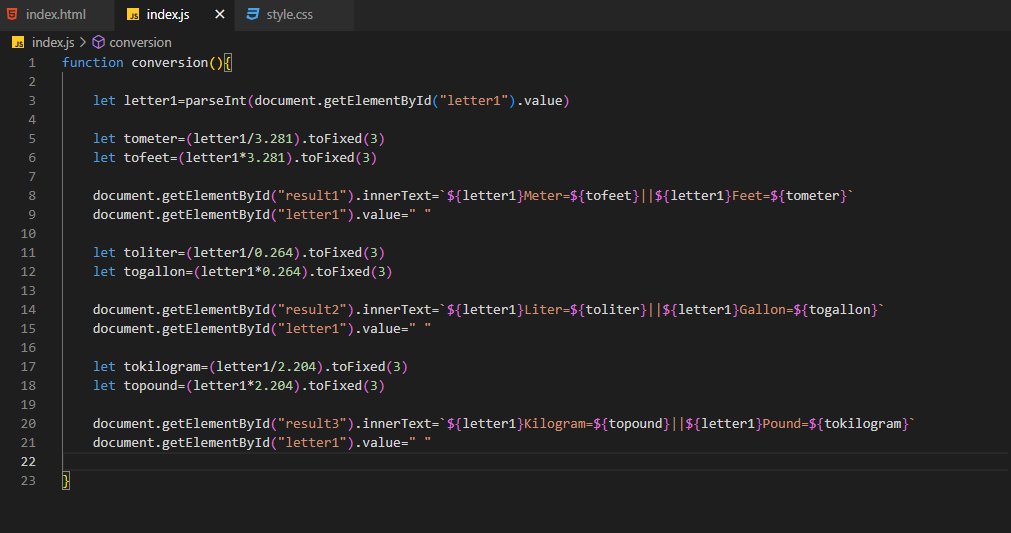 index.html JS index.js × style.css
JS index.js > conversion
1 function conversion(){
2
3 let letter1=parseInt(document.getElementById("letter1").value)
4
5 let tometer=(letter1/3.281).toFixed(3)
6 let tofeet=(letter1*3.281).toFixed(3)
7
8 document.getElementById("result1").innerText=`${letter1}Meter=${tofeet}||${letter1}Feet=${tometer}`
9 document.getElementById("letter1").value=" "
10
11 let toliter=(letter1/0.264).toFixed(3)
12 let togallon=(letter1*0.264).toFixed(3)
13
14 document.getElementById("result2").innerText=`${letter1}Liter=${toliter}||${letter1}Gallon=${togallon}`
15 document.getElementById("letter1").value=" "
16
17 let tokilogram=(letter1/2.204).toFixed(3)
18 let topound=(letter1*2.204).toFixed(3)
19
20 document.getElementById("result3").innerText=`${letter1}Kilogram=${topound}||${letter1}Pound=${tokilogram}`
21 document.getElementById("letter1").value=" "
22
23 }